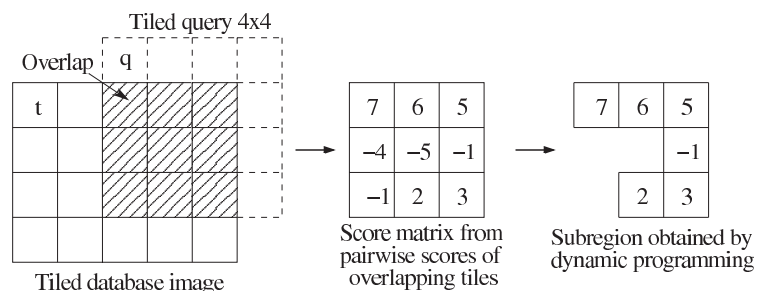 Tiled query 4x4
Overlap
q
t
7 6 5
−4 −5 −1
−1 2 3
7 6 5
−1
2 3
Score matrix from
pairwise scores of
overlapping tiles
Subregion obtained by
dynamic programming
Tiled database image